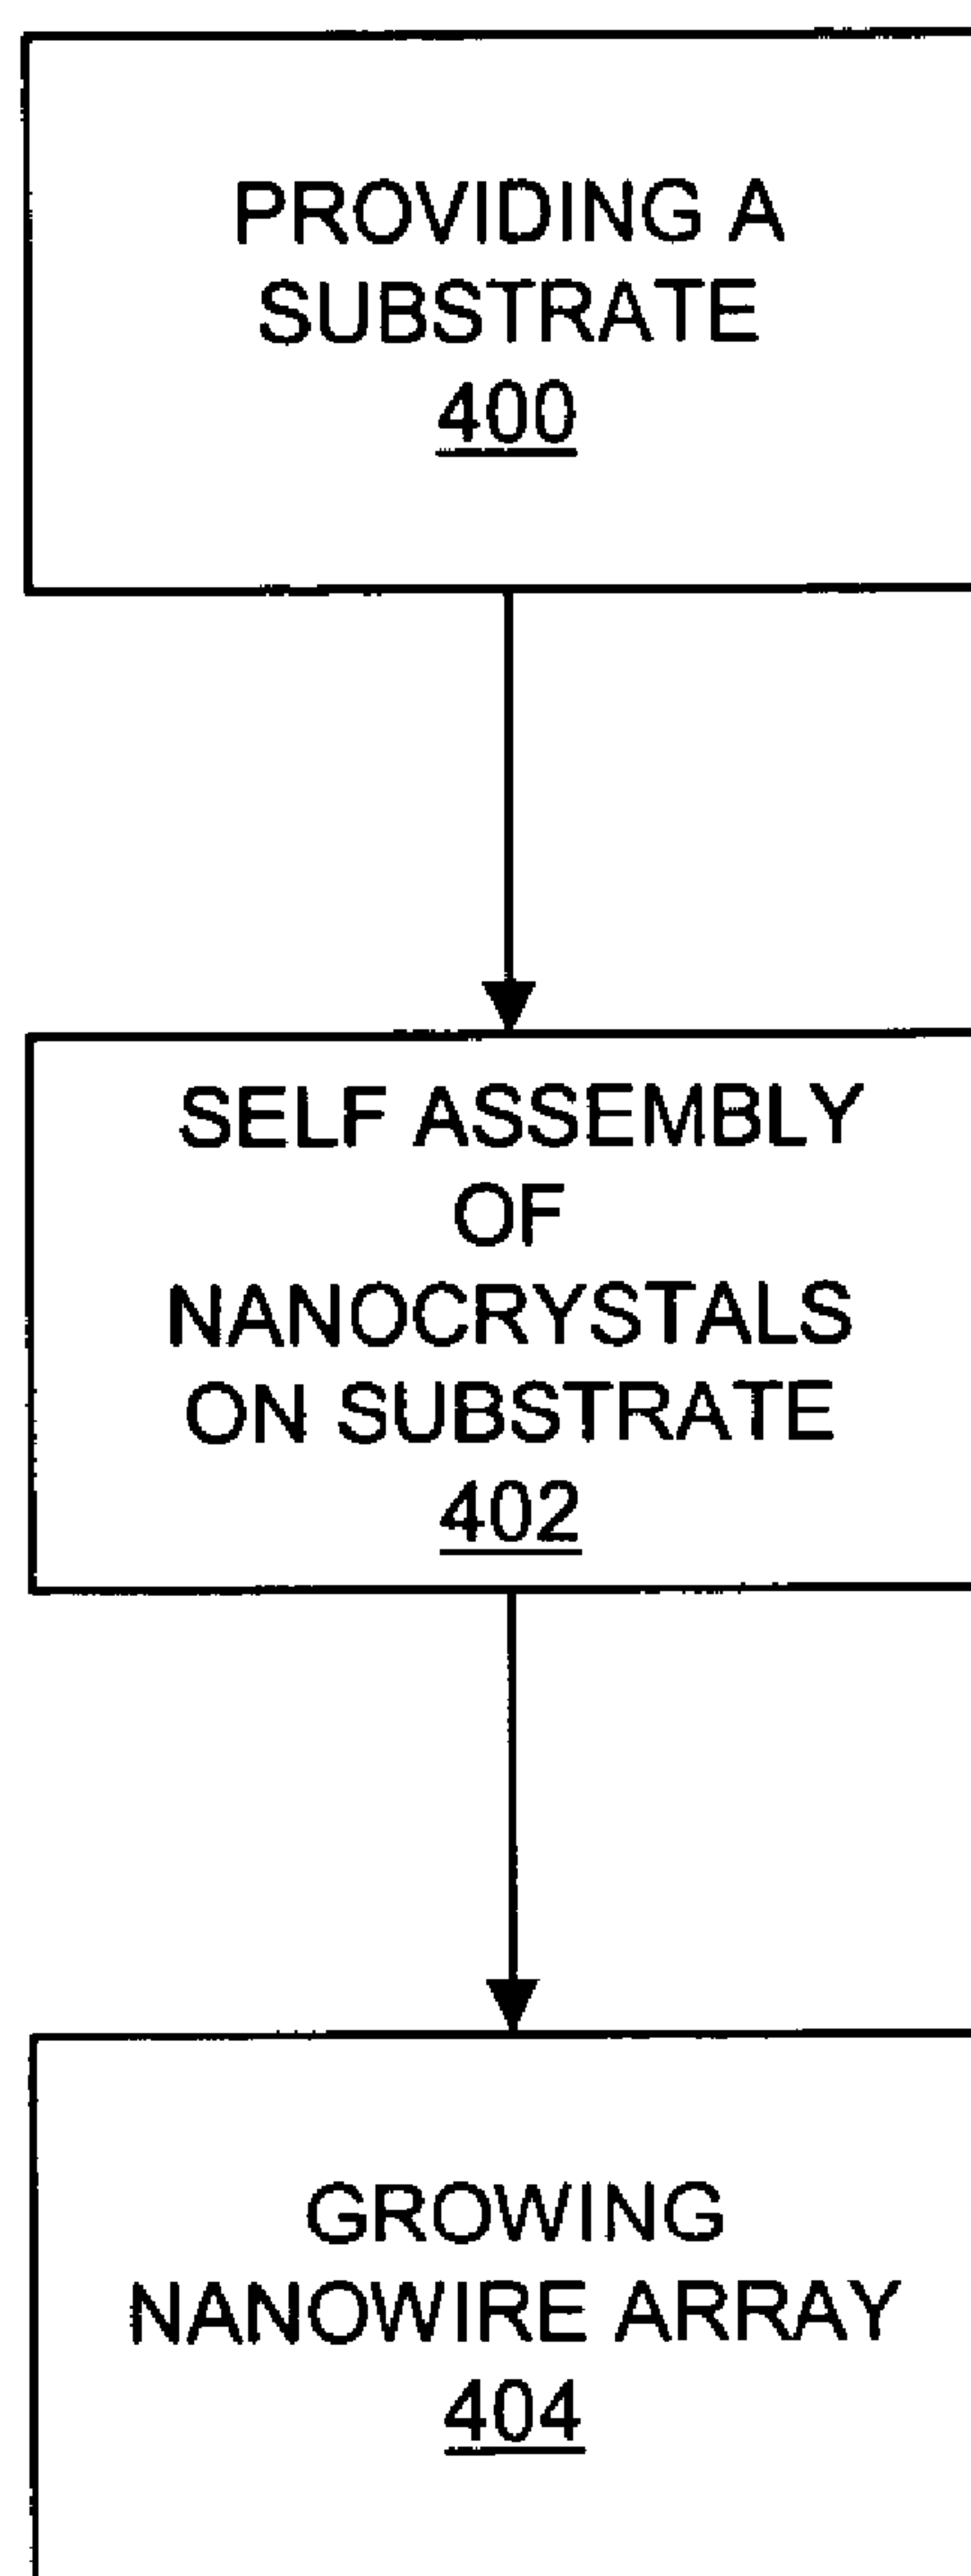 PROVIDING A
SUBSTRATE
400
SELF ASSEMBLY
OF
NANOCRYSTALS
ON SUBSTRATE
402
GROWING
NANOWIRE ARRAY
404